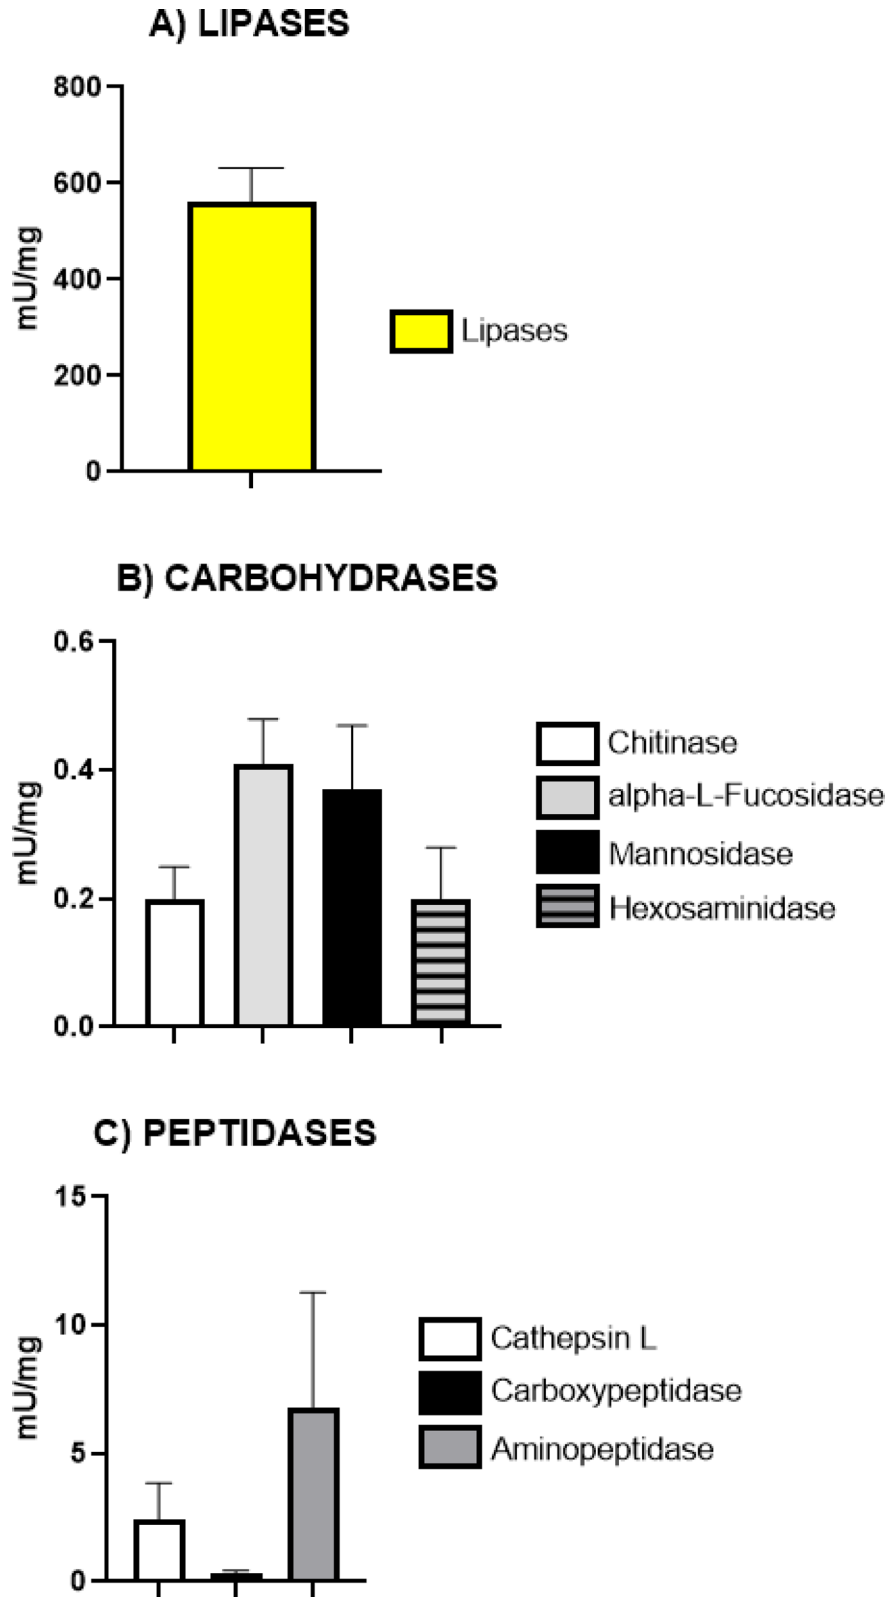 A) LIPASES
800
600
400
200
0
mU/mg
Lipases
B) CARBOHYDRASES
0.6
0.4
0.2
0.0
mU/mg
Chitinase
alpha-L-Fucosidase
Mannosidase
Hexosaminidase
C) PEPTIDASES
15
10
5
0
mU/mg
Cathepsin L
Carboxypeptidase
Aminopeptidase